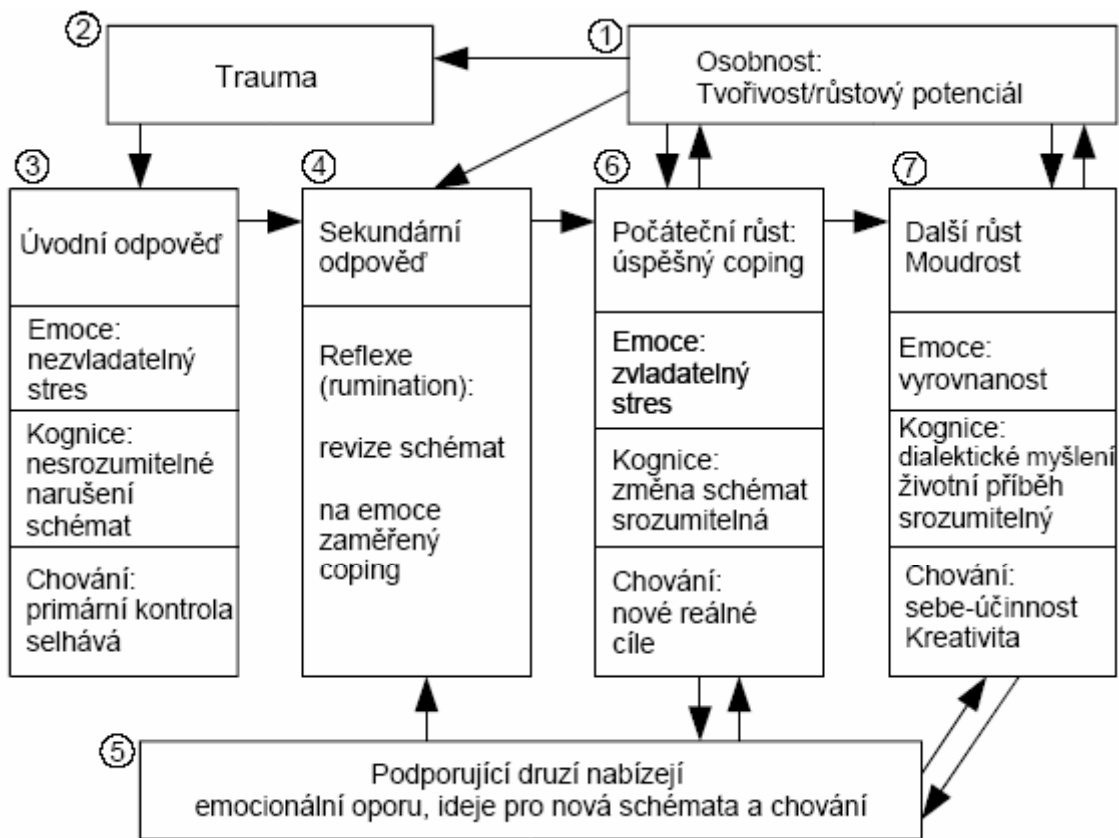 ②
Trauma
①
Osobnost:
Tvořivost/růstový potenciál
③
Úvodní odpověď
Emoce:
nezvladatelný
stres
Kognice:
nesrozumitelné
narušení
schémat
Chování:
primární kontrola
selhává
④
Sekundární
odpověď
Reflexe
(rumination):
revize schémat
na emoce
zaměřený
coping
⑥
Počáteční růst:
úspěšný coping
Emoce:
zvladatelný
stres
Kognice:
změna schémat
srozumitelná
Chování:
nové reálné
cíle
⑦
Další růst
Moudrost
Emoce:
vyrovnanost
Kognice:
dialektické myšlení
životní příběh
srozumitelný
Chování:
sebe-účinnost
Kreativita
⑤
Podporující druzí nabízejí
emocionální oporu, ideje pro nová schémata a chování